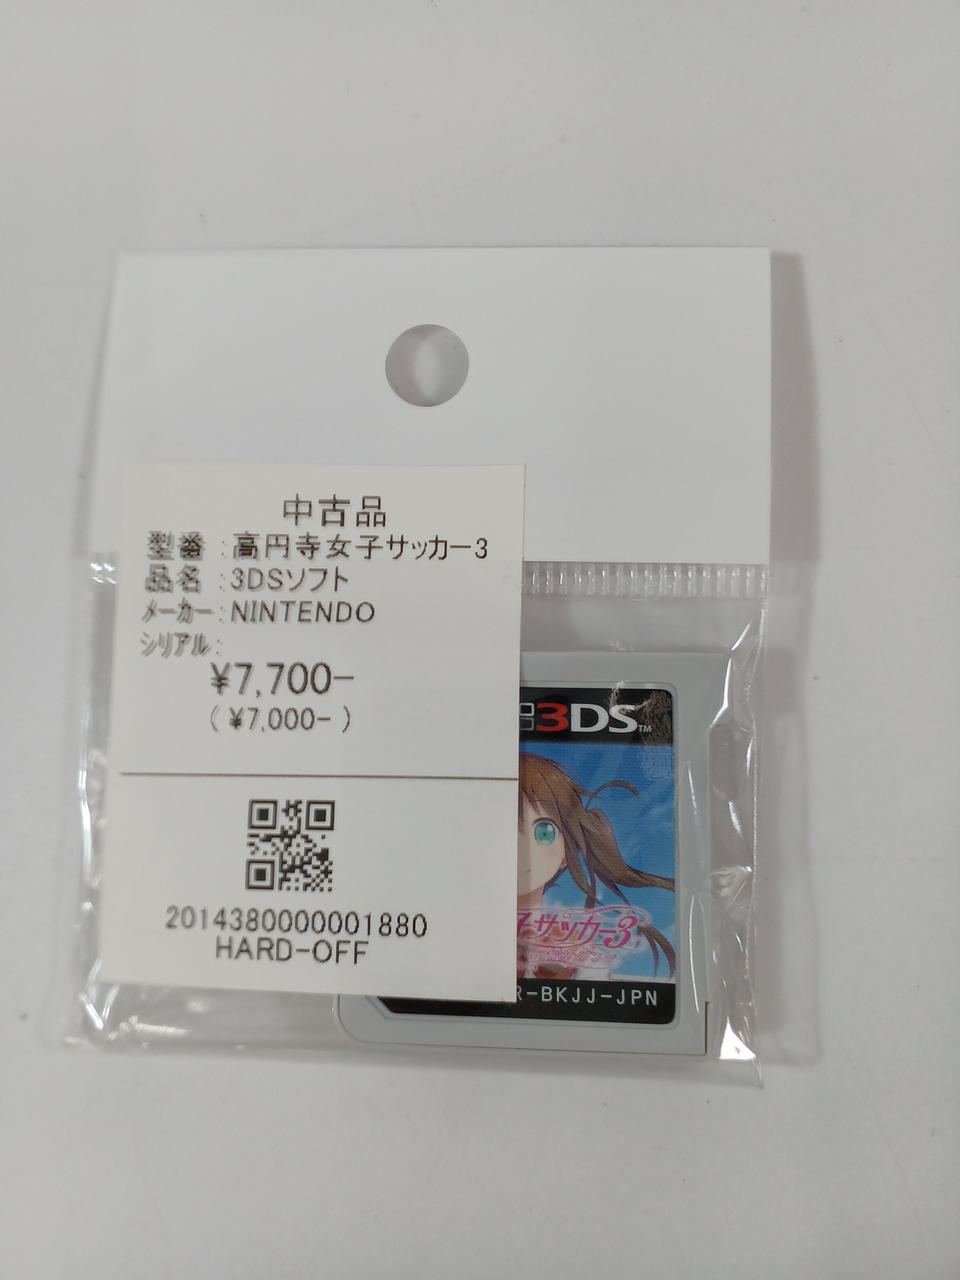 中古品
型番 : 高円寺女子サッカー3
品名 : 3DSソフト
メーカー : NINTENDO
シリアル :
¥7,700-
( ¥7,000- )
2014380000001880
HARD-OFF
3DS™
子サッカー3
R-BKJJ-JPN